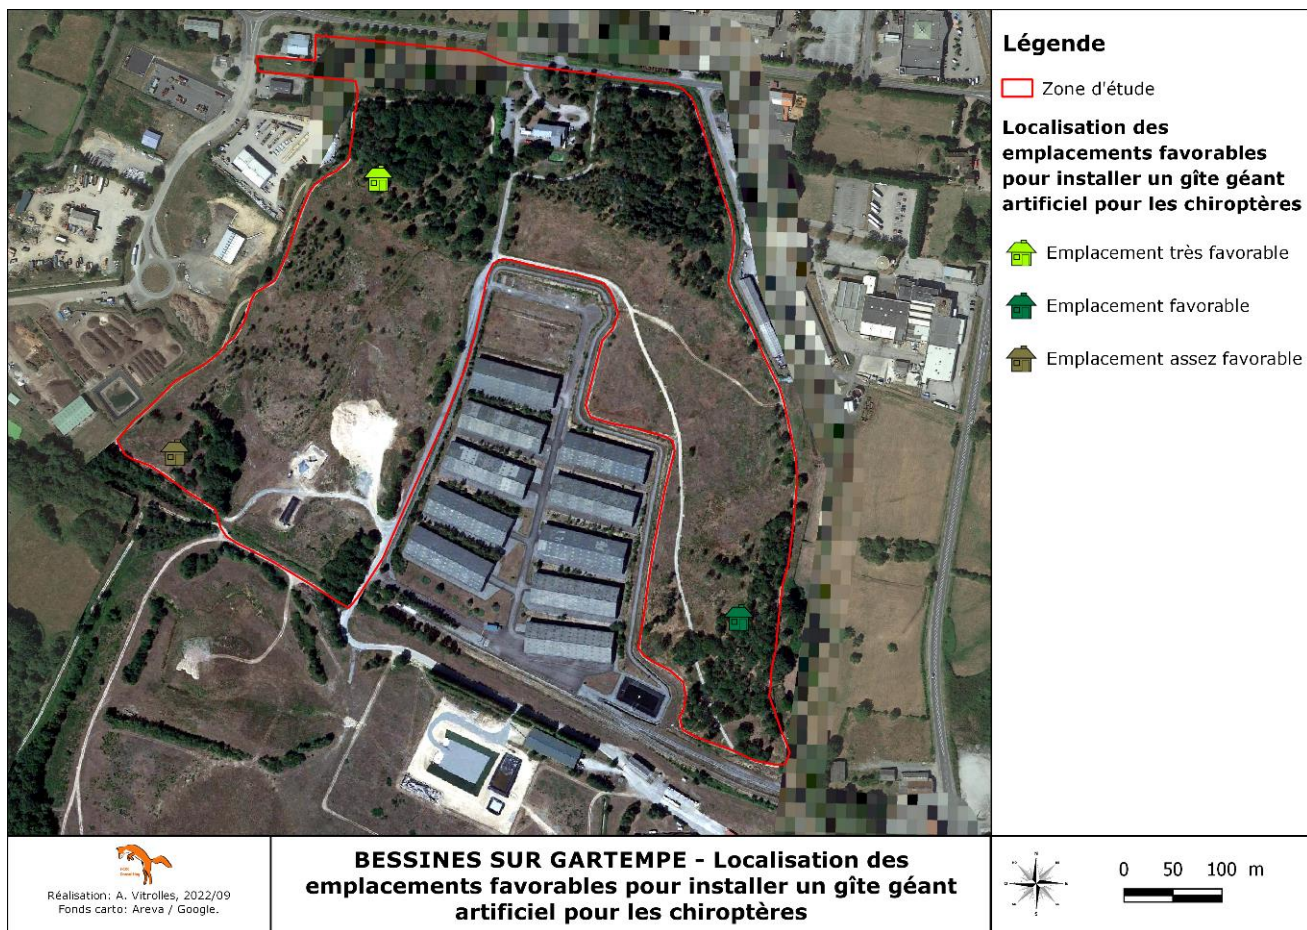 Légende
Zone d'étude
Localisation des
emplacements favorables
pour installer un gîte géant
artificiel pour les chiroptères
Emplacement très favorable
Emplacement favorable
Emplacement assez favorable
Réalisation: A. Vitrolles, 2022/09
Fonds carto: Areva / Google.
BESSINES SUR GARTEMPE - Localisation des
emplacements favorables pour installer un gîte géant
artificiel pour les chiroptères
0 50 100 m